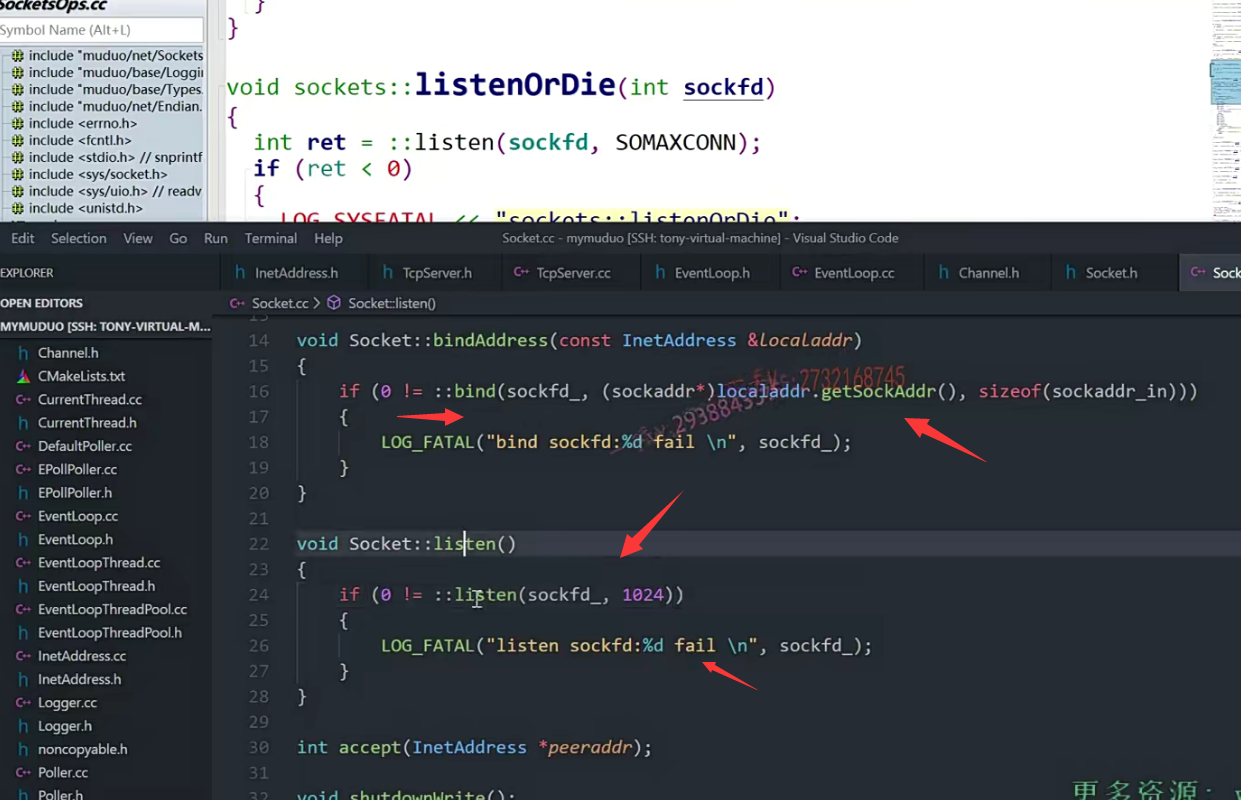 SocketsOps.cc
Symbol Name (Alt+L)
include "muduo/net/Sockets
include "muduo/base/Loggin
include "muduo/base/Types.
include "muduo/net/Endian.
include <errno.h>
include <fcntl.h>
include <stdio.h> // snprintf
include <sys/socket.h>
include <sys/uio.h> // readv
include <unistd.h>
}
}
void sockets::listenOrDie(int sockfd)
{
int ret = ::listen(sockfd, SOMAXCONN);
if (ret < 0)
{
LOG_SYSFATAL << "sockets::listenOrDie";
Edit Selection View Go Run Terminal Help
Socket.cc - mymuduo [SSH: tony-virtual-machine] - Visual Studio Code
EXPLORER
h InetAddress.h h TcpServer.h C++ TcpServer.cc h EventLoop.h C++ EventLoop.cc h Channel.h h Socket.h C++ Sock
OPEN EDITORS
C++ Socket.cc > Socket::listen()
MYMUDUO [SSH: TONY-VIRTUAL-M...
h Channel.h
CMakeLists.txt
C++ CurrentThread.cc
h CurrentThread.h
C++ DefaultPoller.cc
C++ EPollPoller.cc
h EPollPoller.h
C++ EventLoop.cc
h EventLoop.h
C++ EventLoopThread.cc
h EventLoopThread.h
C++ EventLoopThreadPool.cc
h EventLoopThreadPool.h
C++ InetAddress.cc
h InetAddress.h
C++ Logger.cc
h Logger.h
h noncopyable.h
C++ Poller.cc
h Poller.h
13
14 void Socket::bindAddress(const InetAddress &localaddr)
15 {
16 if (0 != ::bind(sockfd_, (sockaddr*)localaddr.getSockAddr(), sizeof(sockaddr_in)))
17 {
18 LOG_FATAL("bind sockfd:%d fail \n", sockfd_);
19 }
20 }
21
22 void Socket::listen()
23 {
24 if (0 != ::listen(sockfd_, 1024))
25 {
26 LOG_FATAL("listen sockfd:%d fail \n", sockfd_);
27 }
28 }
29
30 int accept(InetAddress *peeraddr);
31
32 void shutdownWrite();
2732168745
更多资源: